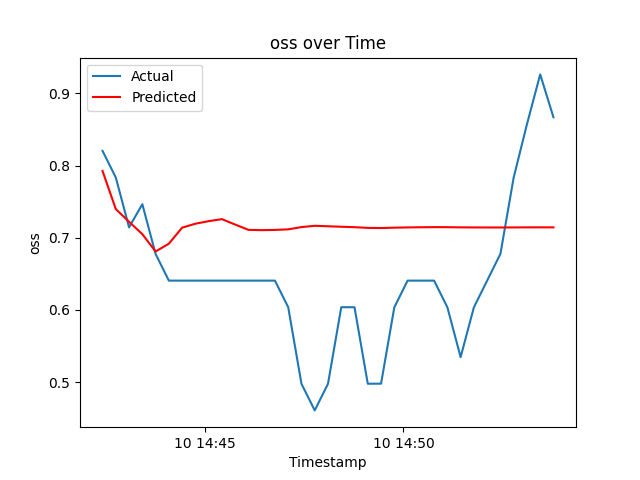 oss over Time
Actual
Predicted
0.9
0.8
0.7
0.6
0.5
oss
10 14:45
10 14:50
Timestamp